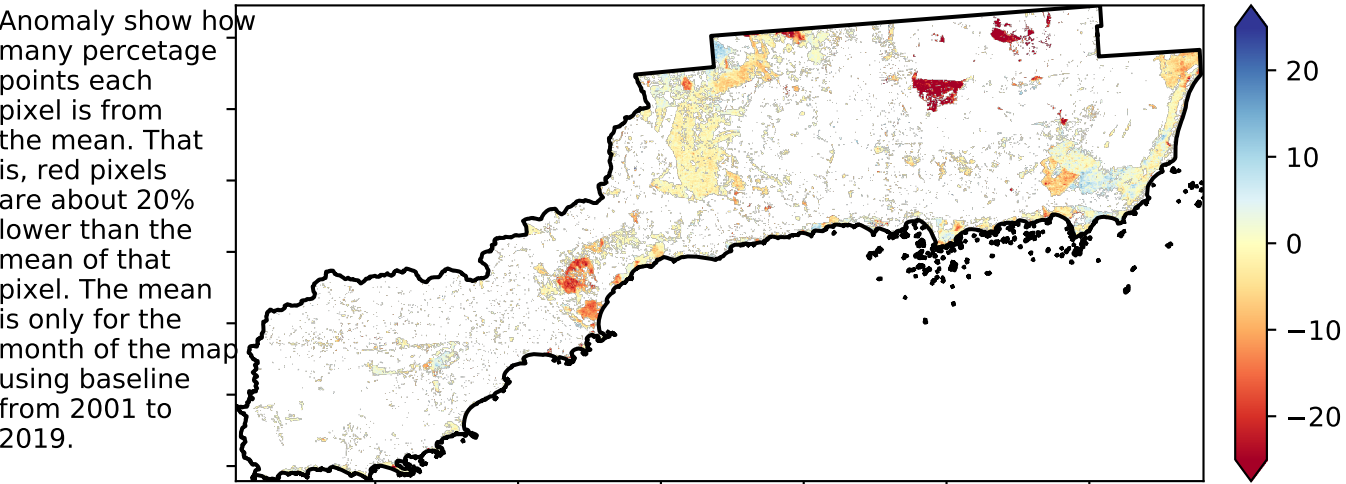 Anomaly show how
many percetage
points each
pixel is from
the mean. That
is, red pixels
are about 20%
lower than the
mean of that
pixel. The mean
is only for the
month of the map
using baseline
from 2001 to
2019.
20
10
0
−10
−20